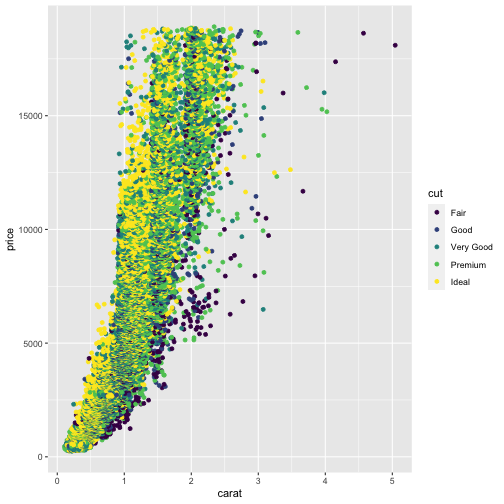 price
15000
10000
5000
0
0
1
2
3
4
5
carat
cut
Fair
Good
Very Good
Premium
Ideal